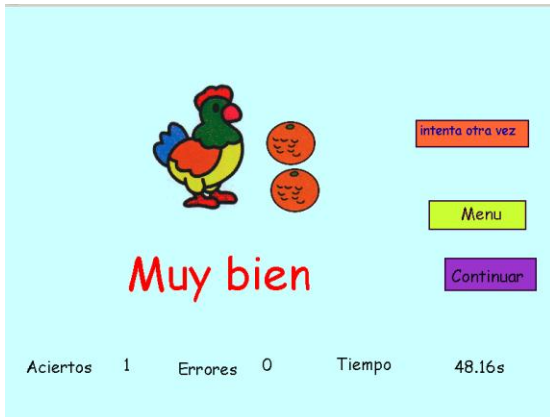 intenta otra vez
Menu
Muy bien
Continuar
Aciertos 1 Errores 0 Tiempo 48.16s